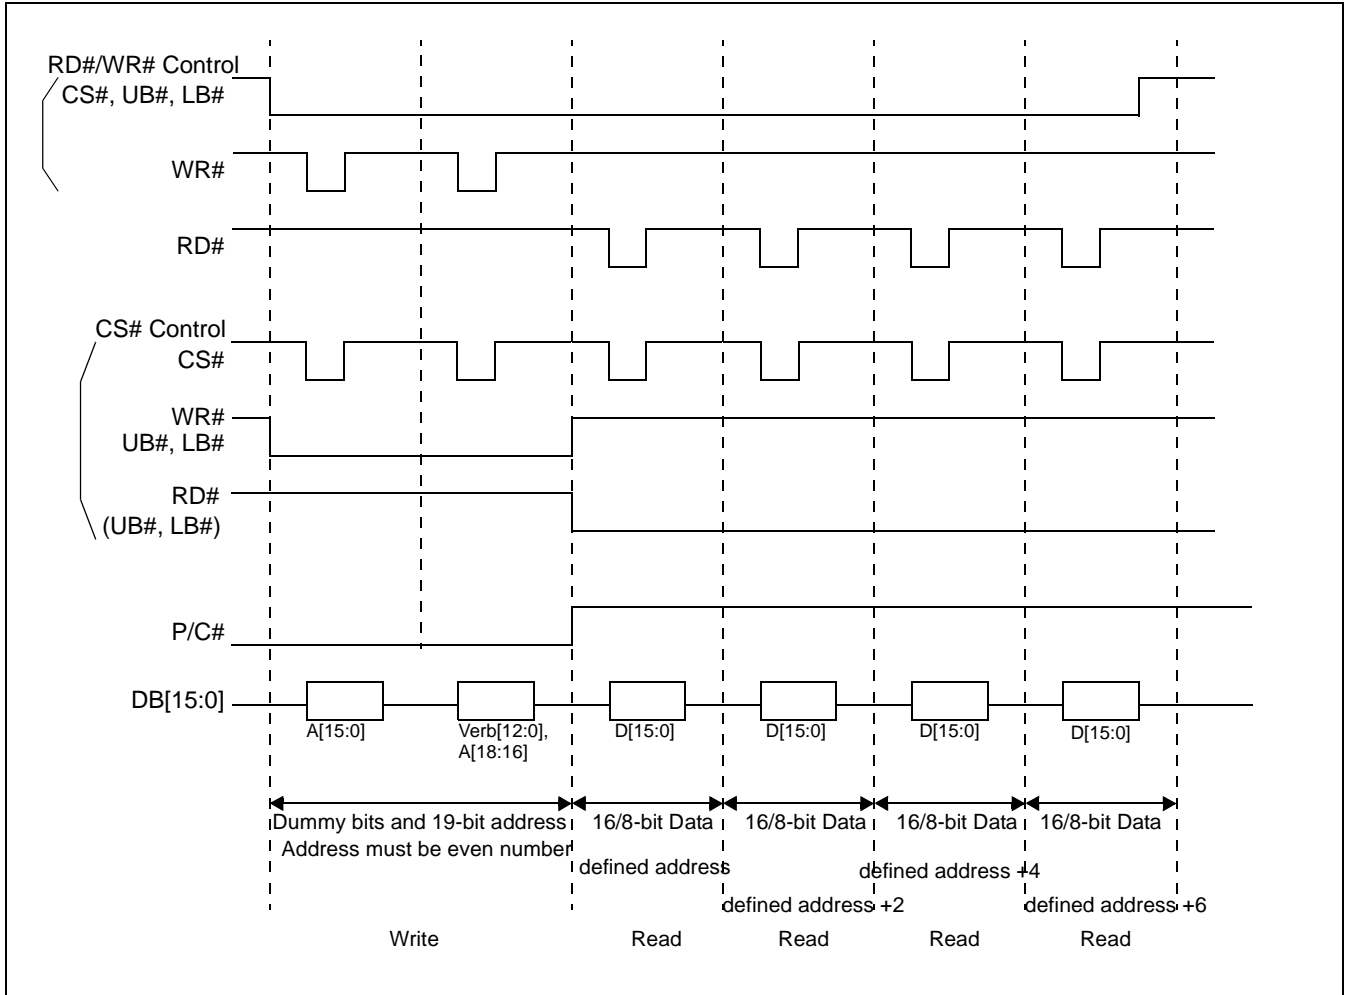 RD#/WR# Control
CS#, UB#, LB#
WR#
RD#
CS# Control
CS#
WR#
UB#, LB#
RD#
(UB#, LB#)
P/C#
DB[15:0]
A[15:0]
Verb[12:0],
A[18:16]
D[15:0]
D[15:0]
D[15:0]
D[15:0]
Dummy bits and 19-bit address
Address must be even number
16/8-bit Data
16/8-bit Data
16/8-bit Data
16/8-bit Data
defined address
defined address +2
defined address +4
defined address +6
Write
Read
Read
Read
Read